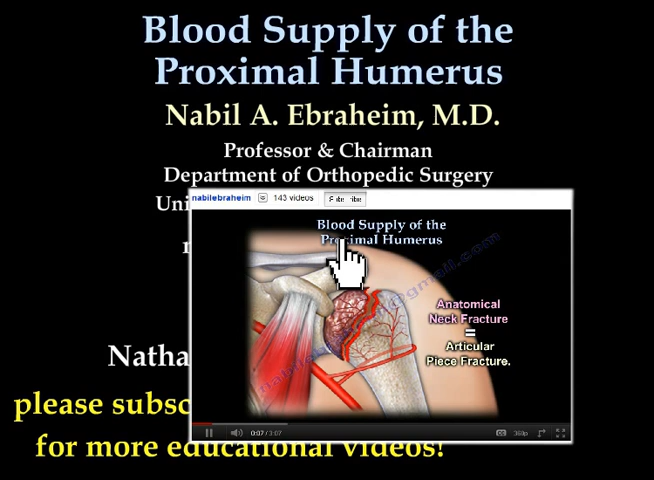 Blood Supply of the
Proximal Humerus
Nabil A. Ebraheim, M.D.
Professor & Chairman
Department of Orthopedic Surgery
nabilebraheim 143 videos
Blood Supply of the
Proximal Humerus
Anatomical
Neck Fracture
=
Articular
Piece Fracture.
0:07 / 3:07 360p
please
for more educational videos!